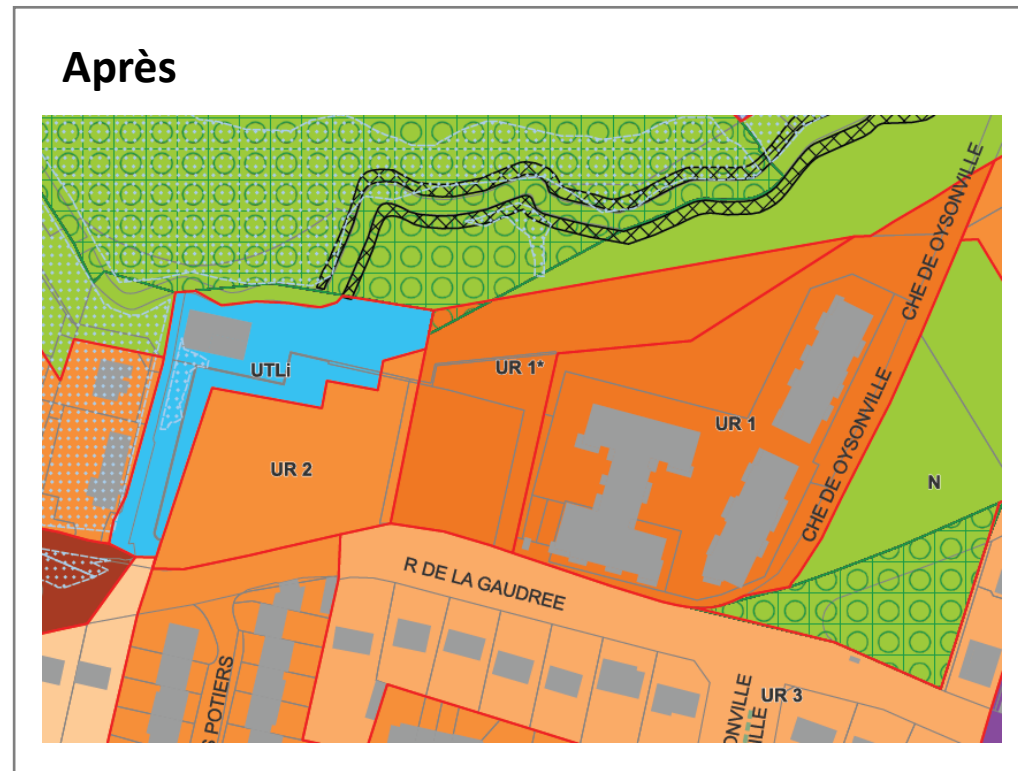 Après
CHE DE OYSONVILLE
UTLi
UR 1*
UR 1
CHE DE OYSONVILLE
UR 2
N
R DE LA GAUDREE
S POTIERS
ONVILLE
VILLE
UR 3